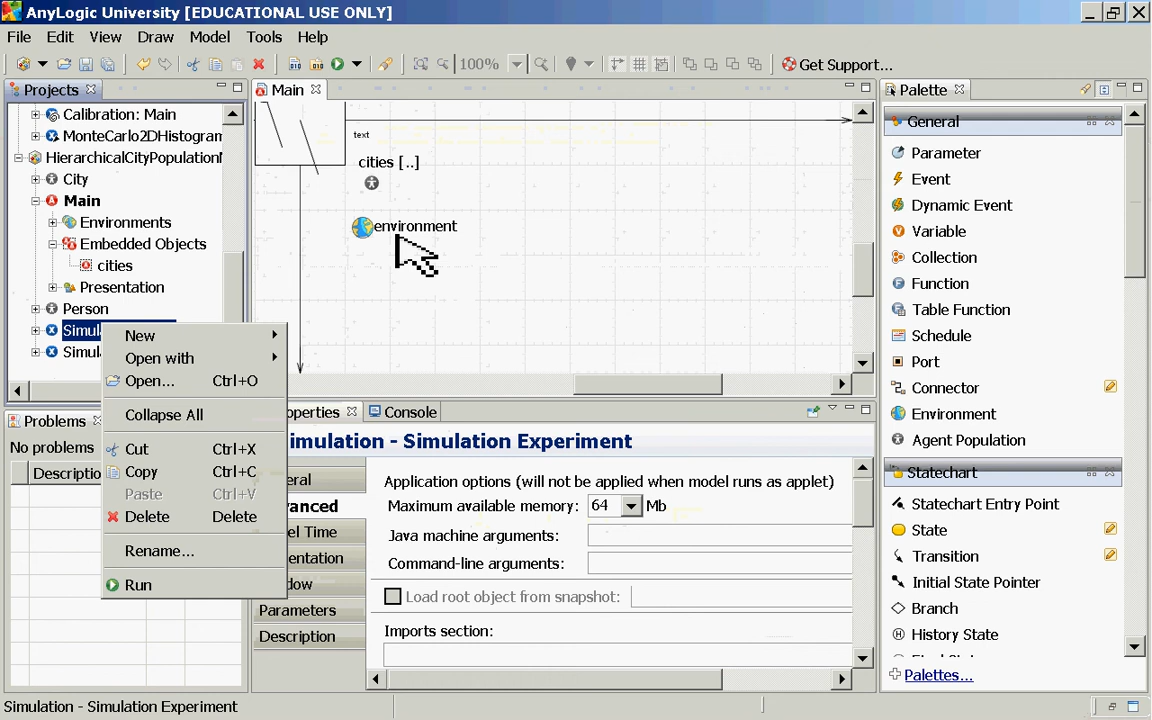 AnyLogic University [EDUCATIONAL USE ONLY]
File Edit View Draw Model Tools Help
100% Get Support...
Projects
Calibration: Main
MonteCarlo2DHistogram
HierarchicalCityPopulation
City
Main
Environments
Embedded Objects
cities
Presentation
Person
Simula
Simula
New
Open with
Open... Ctrl+O
Collapse All
Cut Ctrl+X
Copy Ctrl+C
Paste Ctrl+V
Delete Delete
Rename...
Run
Problems
No problems
Descriptio
Main
text
cities [..]
environment
operties Console
imulation - Simulation Experiment
eral
vanced
el Time
entation
dow
Parameters
Description
Application options (will not be applied when model runs as applet)
Maximum available memory: 64 Mb
Java machine arguments:
Command-line arguments:
Load root object from snapshot:
Imports section:
Palette
General
Parameter
Event
Dynamic Event
Variable
Collection
Function
Table Function
Schedule
Port
Connector
Environment
Agent Population
Statechart
Statechart Entry Point
State
Transition
Initial State Pointer
Branch
History State
Palettes...
Simulation - Simulation Experiment